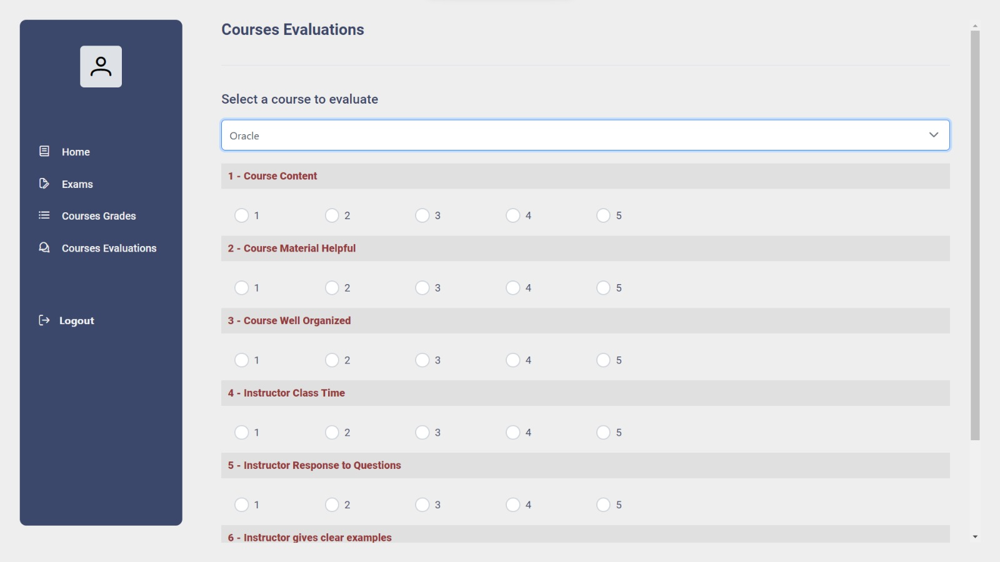 Courses Evaluations
Home
Exams
Courses Grades
Courses Evaluations
Logout
Select a course to evaluate
Oracle
1 - Course Content
1 2 3 4 5
2 - Course Material Helpful
1 2 3 4 5
3 - Course Well Organized
1 2 3 4 5
4 - Instructor Class Time
1 2 3 4 5
5 - Instructor Response to Questions
1 2 3 4 5
6 - Instructor gives clear examples